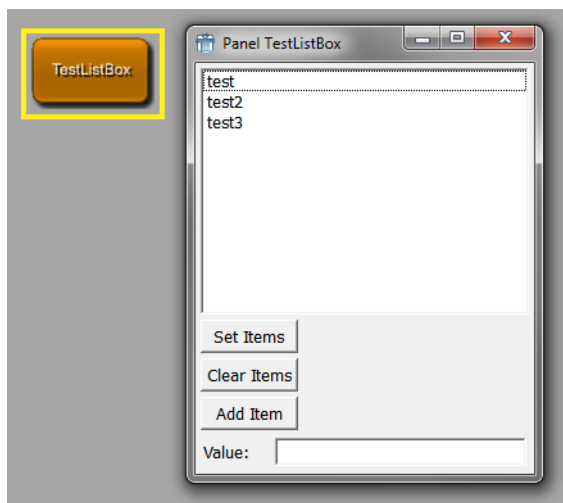 TestListBox
Panel TestListBox
test
test2
test3
Set Items
Clear Items
Add Item
Value: